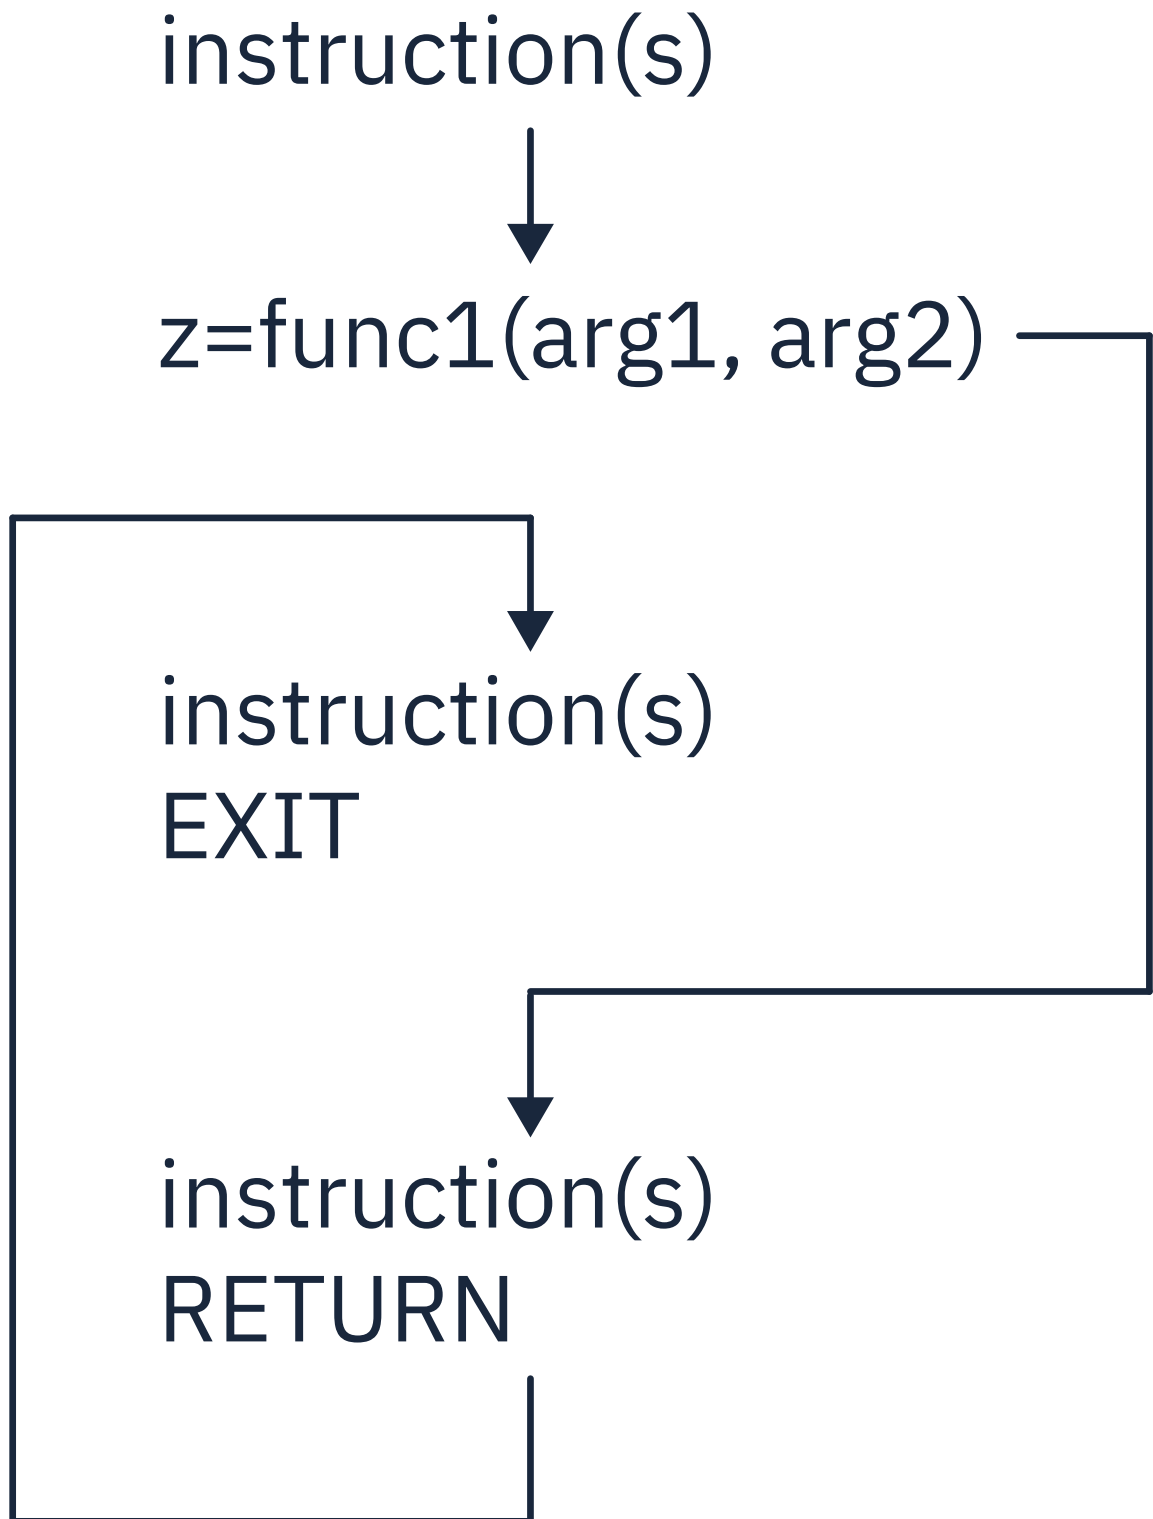 instruction(s)
z=func1(arg1, arg2)
instruction(s)
EXIT
instruction(s)
RETURN